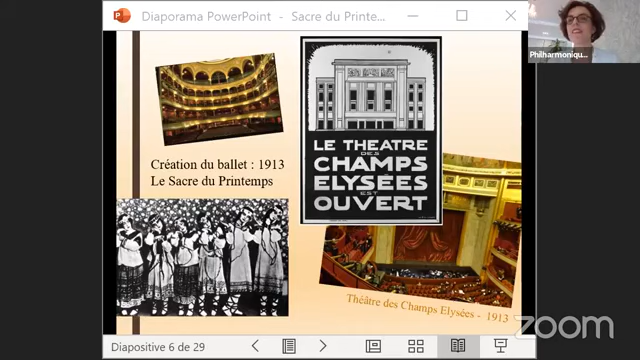 Diaporama PowerPoint - Sacre du Printe...
Philharmoniqu...
LE THEATRE
DES
CHAMPS
ELYSÉES
EST
OUVERT
Création du ballet : 1913
Le Sacre du Printemps
Théâtre des Champs Elysées - 1913
zoom
Diapositive 6 de 29